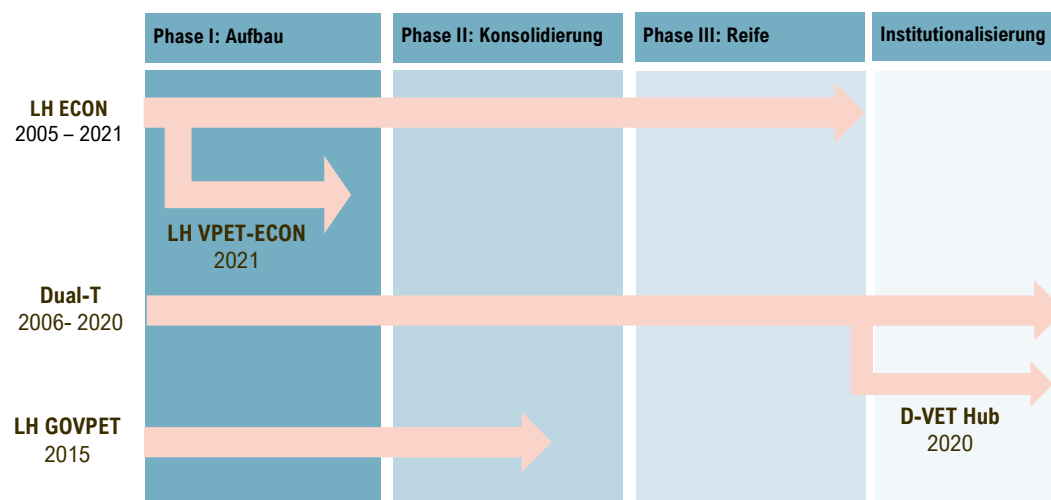 Phase I: Aufbau
Phase II: Konsolidierung
Phase III: Reife
Institutionalisierung
LH ECON
2005 – 2021
LH VPET-ECON
2021
Dual-T
2006- 2020
D-VET Hub
2020
LH GOVPET
2015